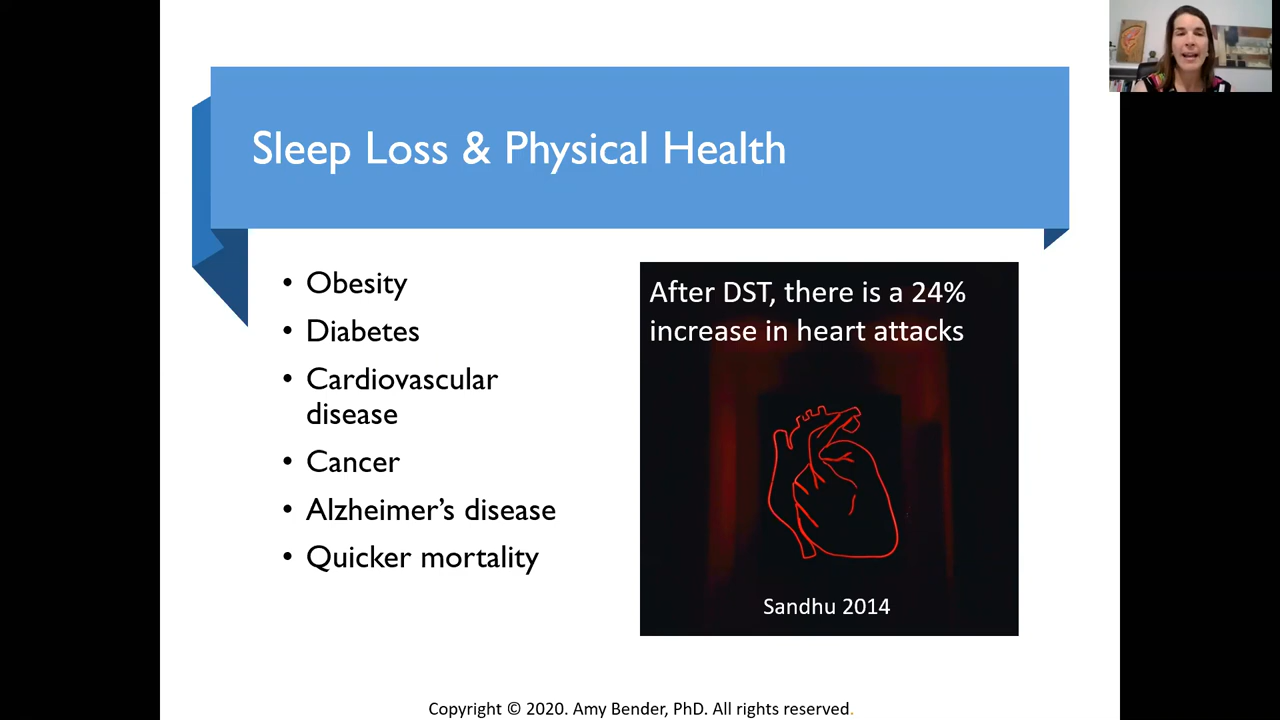 Sleep Loss & Physical Health
• Obesity
• Diabetes
• Cardiovascular
disease
• Cancer
• Alzheimer’s disease
• Quicker mortality
After DST, there is a 24%
increase in heart attacks
Sandhu 2014
Copyright © 2020. Amy Bender, PhD. All rights reserved.